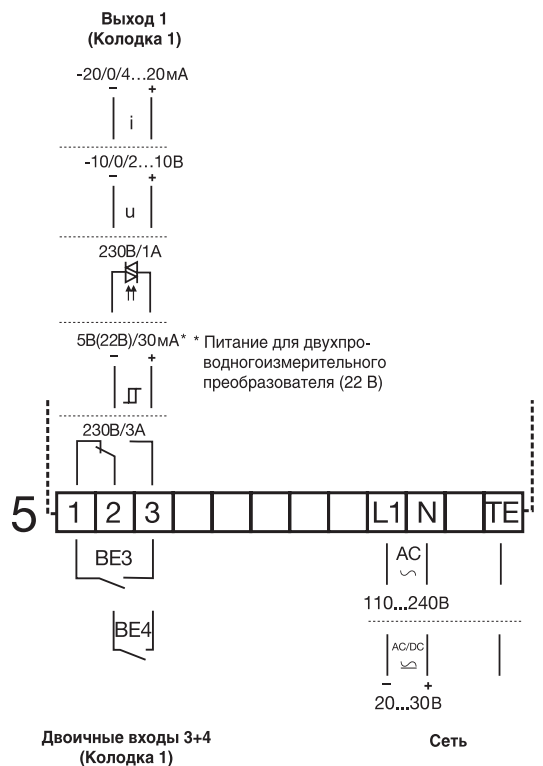 Выход 1
(Колодка 1)
-20/0/4...20мА
− +
i
-10/0/2...10В
− +
u
230В/1А
5В(22В)/30мА* * Питание для двухпро-
водногоизмерительного
преобразователя (22 В)
− +
230В/3А
5 1 2 3 L1 N TE
BE3
AC
110...240В
BE4
AC/DC
− +
20...30В
Двоичные входы 3+4
(Колодка 1)
Сеть